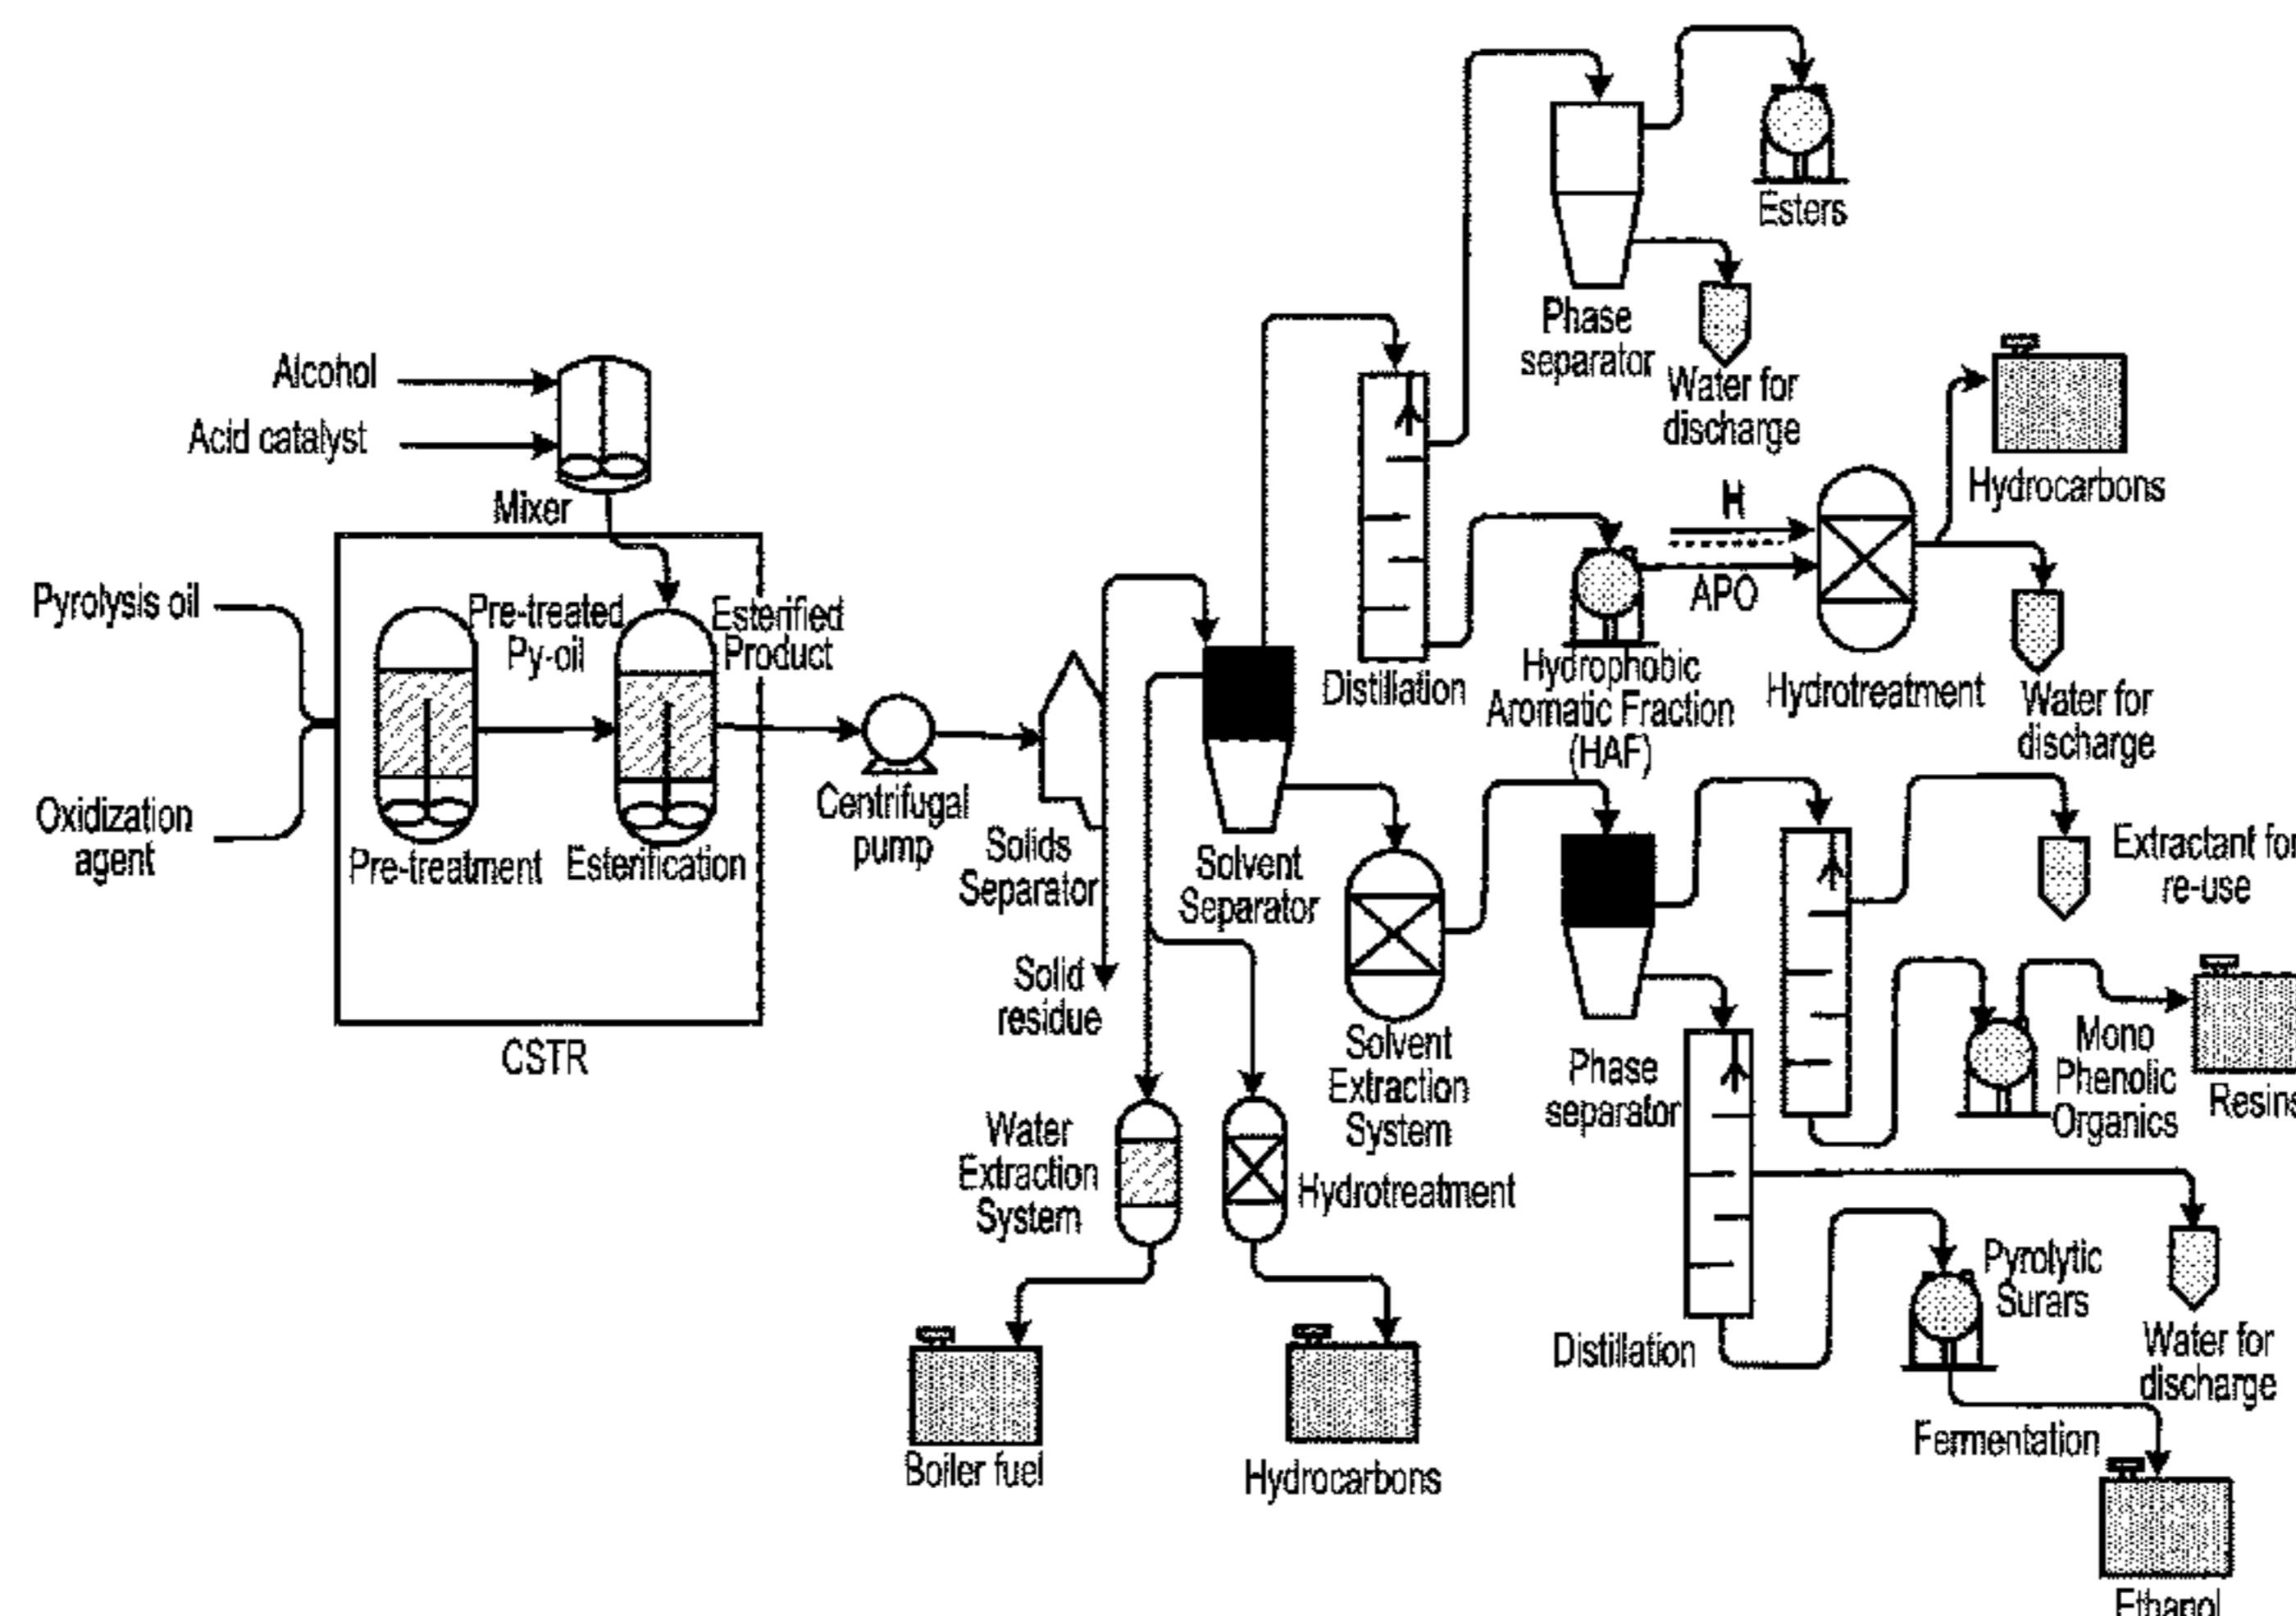 Alcohol
Acid catalyst
Mixer
Pyrolysis oil
Oxidization
agent
Pre-treated
Py-oil
Esterified
Product
Pre-treatment
Esterification
CSTR
Centrifugal
pump
Solids
Separator
Solid
residue
Solvent
Separator
Water
Extraction
System
Hydrotreatment
Boiler fuel
Hydrocarbons
Distillation
Phase
separator
Esters
Water for
discharge
Hydrophobic
Aromatic Fraction
(HAF)
H
APO
Hydrotreatment
Hydrocarbons
Water for
discharge
Solvent
Extraction
System
Phase
separator
Extractant for
re-use
Mono
Phenolic
Organics
Resins
Distillation
Pyrolytic
Surars
Water for
discharge
Fermentation
Ethanol